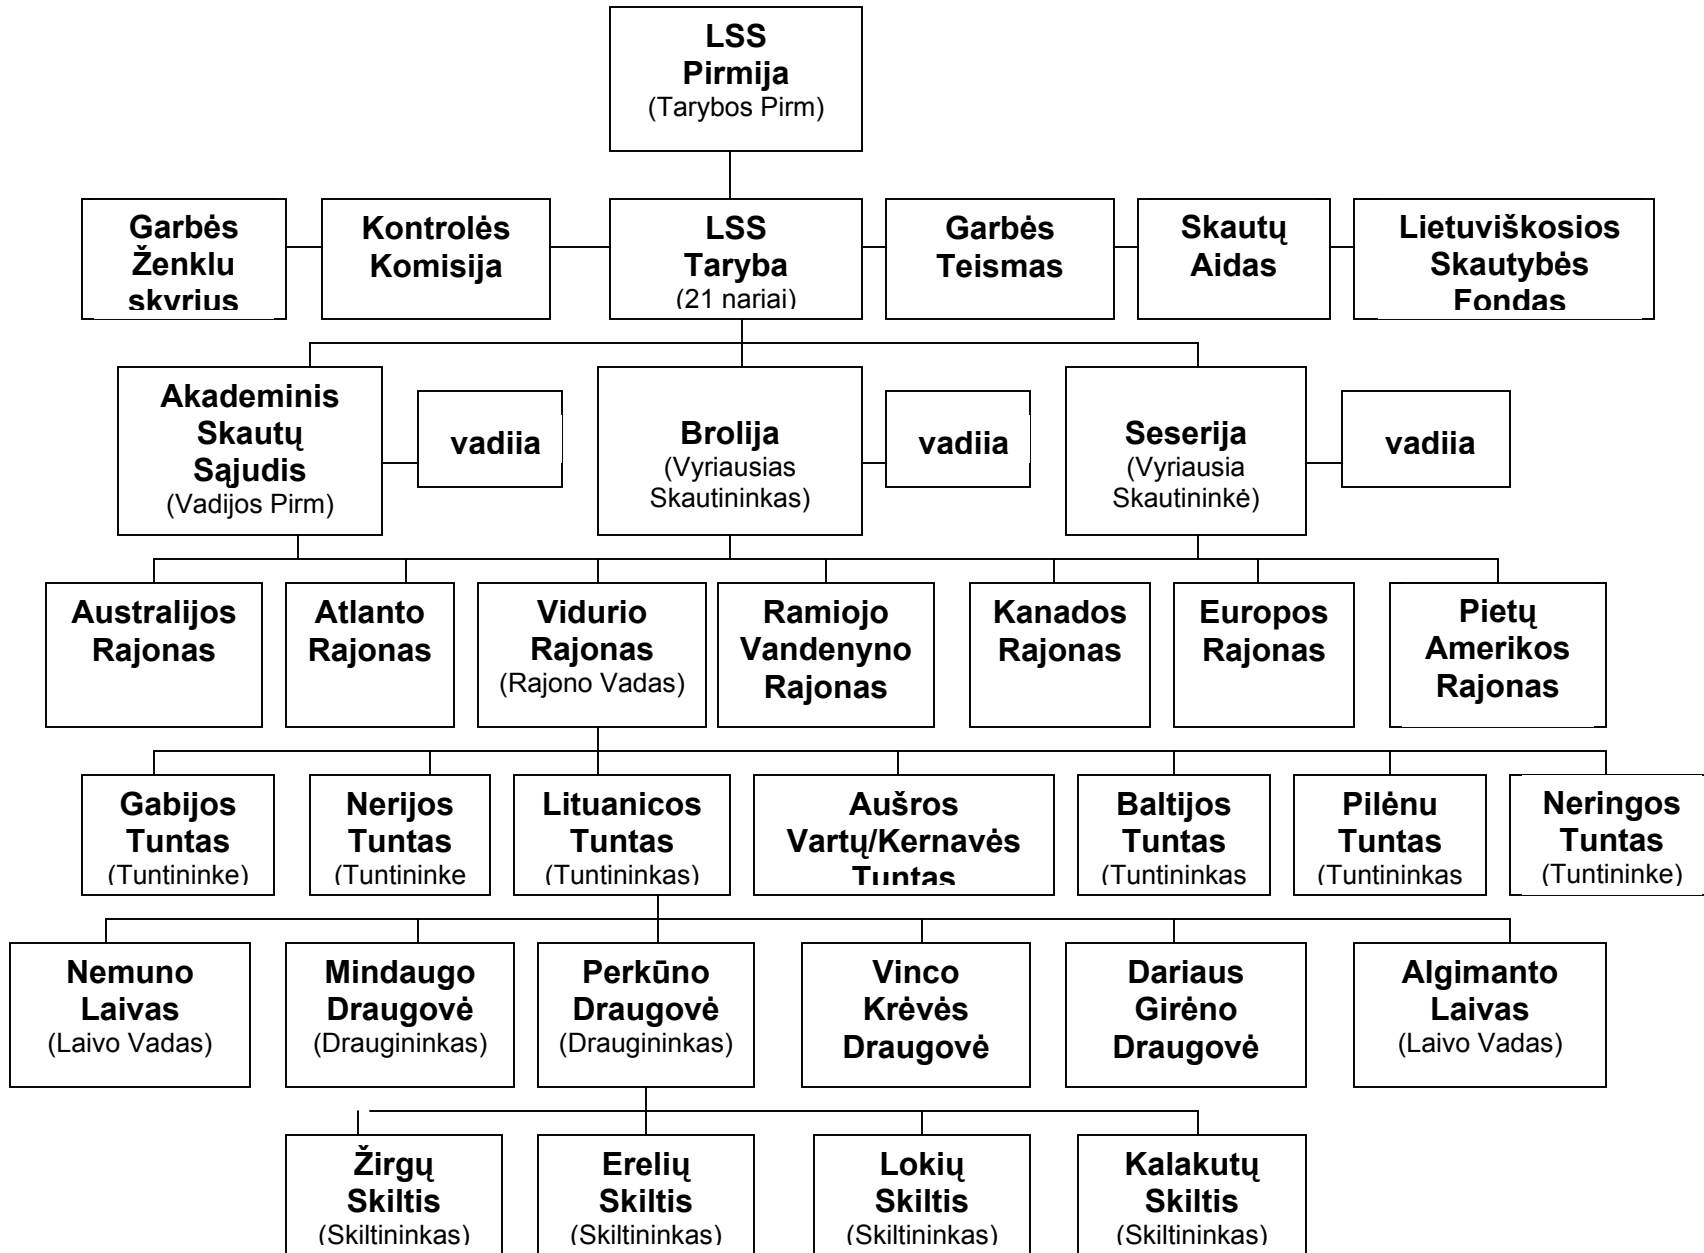 LSS
Pirmija
(Tarybos Pirm)
Garbės
Ženklu
skyrius
Kontrolės
Komisija
LSS
Taryba
(21 nariai)
Garbės
Teismas
Skautų
Aidas
Lietuviškosios
Skautybės
Fondas
Akademinis
Skautų
Sąjudis
(Vadijos Pirm)
vadija
Brolija
(Vyriausias
Skautininkas)
vadija
Seserija
(Vyriausia
Skautininkė)
vadija
Australijos
Rajonas
Atlanto
Rajonas
Vidurio
Rajonas
(Rajono Vadas)
Ramiojo
Vandenyno
Rajonas
Kanados
Rajonas
Europos
Rajonas
Pietų
Amerikos
Rajonas
Gabijos
Tuntas
(Tuntininke)
Nerijos
Tuntas
(Tuntininke
Lituanicos
Tuntas
(Tuntininkas)
Aušros
Vartų/Kernavės
Tuntas
Baltijos
Tuntas
(Tuntininkas
Pilėnu
Tuntas
(Tuntininkas
Neringos
Tuntas
(Tuntininke)
Nemuno
Laivas
(Laivo Vadas)
Mindaugo
Draugovė
(Draugininkas)
Perkūno
Draugovė
(Draugininkas)
Vinco
Krėvės
Draugovė
Dariaus
Girėno
Draugovė
Algimanto
Laivas
(Laivo Vadas)
Žirgų
Skiltis
(Skiltininkas)
Erelių
Skiltis
(Skiltininkas)
Lokių
Skiltis
(Skiltininkas)
Kalakutų
Skiltis
(Skiltininkas)